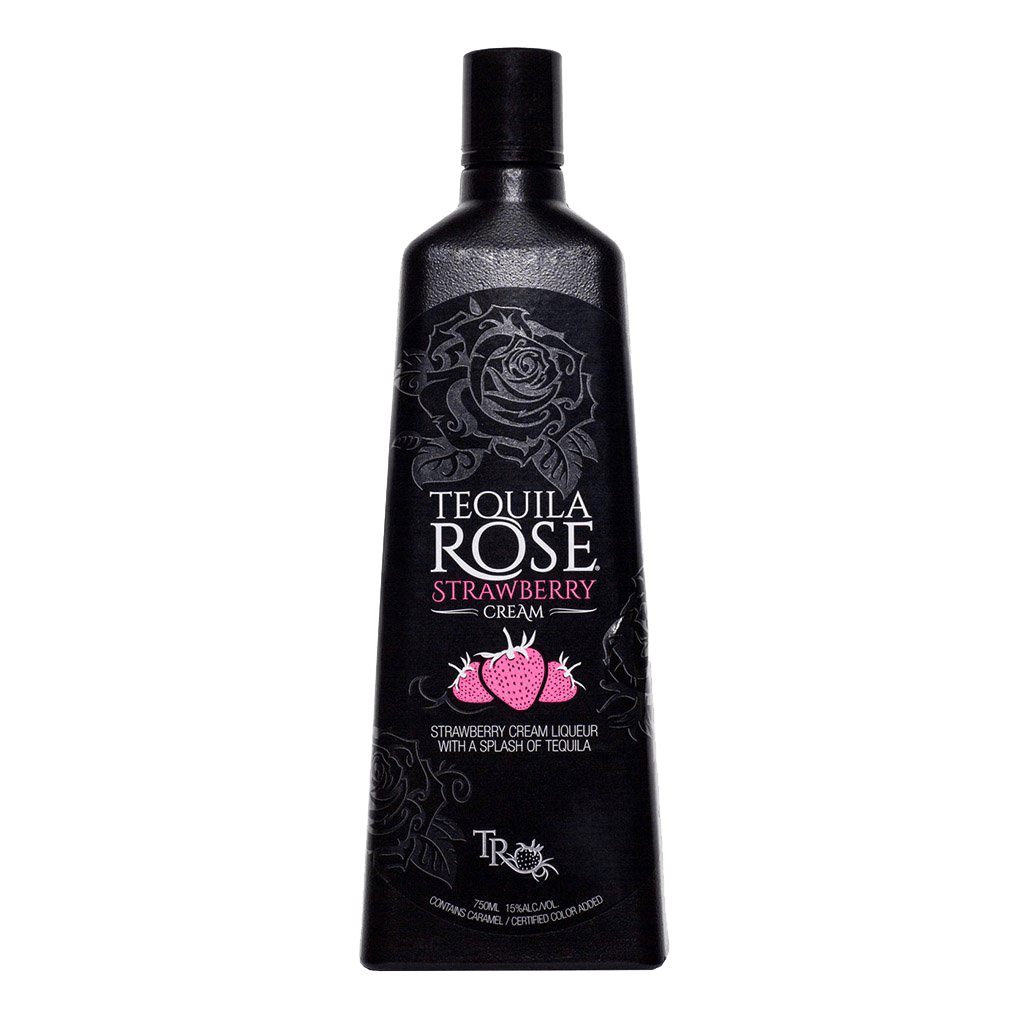 TEQUILA
ROSE®
STRAWBERRY
CREAM
STRAWBERRY CREAM LIQUEUR
WITH A SPLASH OF TEQUILA
TR
750ML 15%ALC/VOL.
CONTAINS CARAMEL / CERTIFIED COLOR ADDED